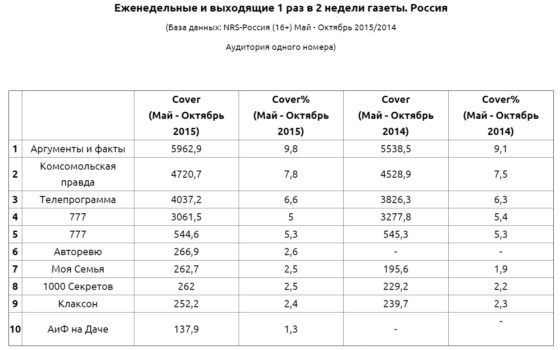 Еженедельные и выходящие 1 раз в 2 недели газеты. Россия
(База данных: NRS-Россия (16+) Май - Октябрь 2015/2014
Аудитория одного номера)
Cover Cover% Cover Cover%
(Май - Октябрь (Май - Октябрь (Май - Октябрь (Май - Октябрь
2015) 2015) 2014) 2014)
1 Аргументы и факты 5962,9 9,8 5538,5 9,1
2 Комсомольская правда 4720,7 7,8 4528,9 7,5
3 Телепрограмма 4037,2 6,6 3826,3 6,3
4 777 3061,5 5 3277,8 5,4
5 777 544,6 5,3 545,3 5,3
6 Авторевю 266,9 2,6 - -
7 Моя Семья 262,7 2,5 195,6 1,9
8 1000 Секретов 262 2,5 229,2 2,2
9 Клаксон 252,2 2,4 239,7 2,3
10 АиФ на Даче 137,9 1,3 - -